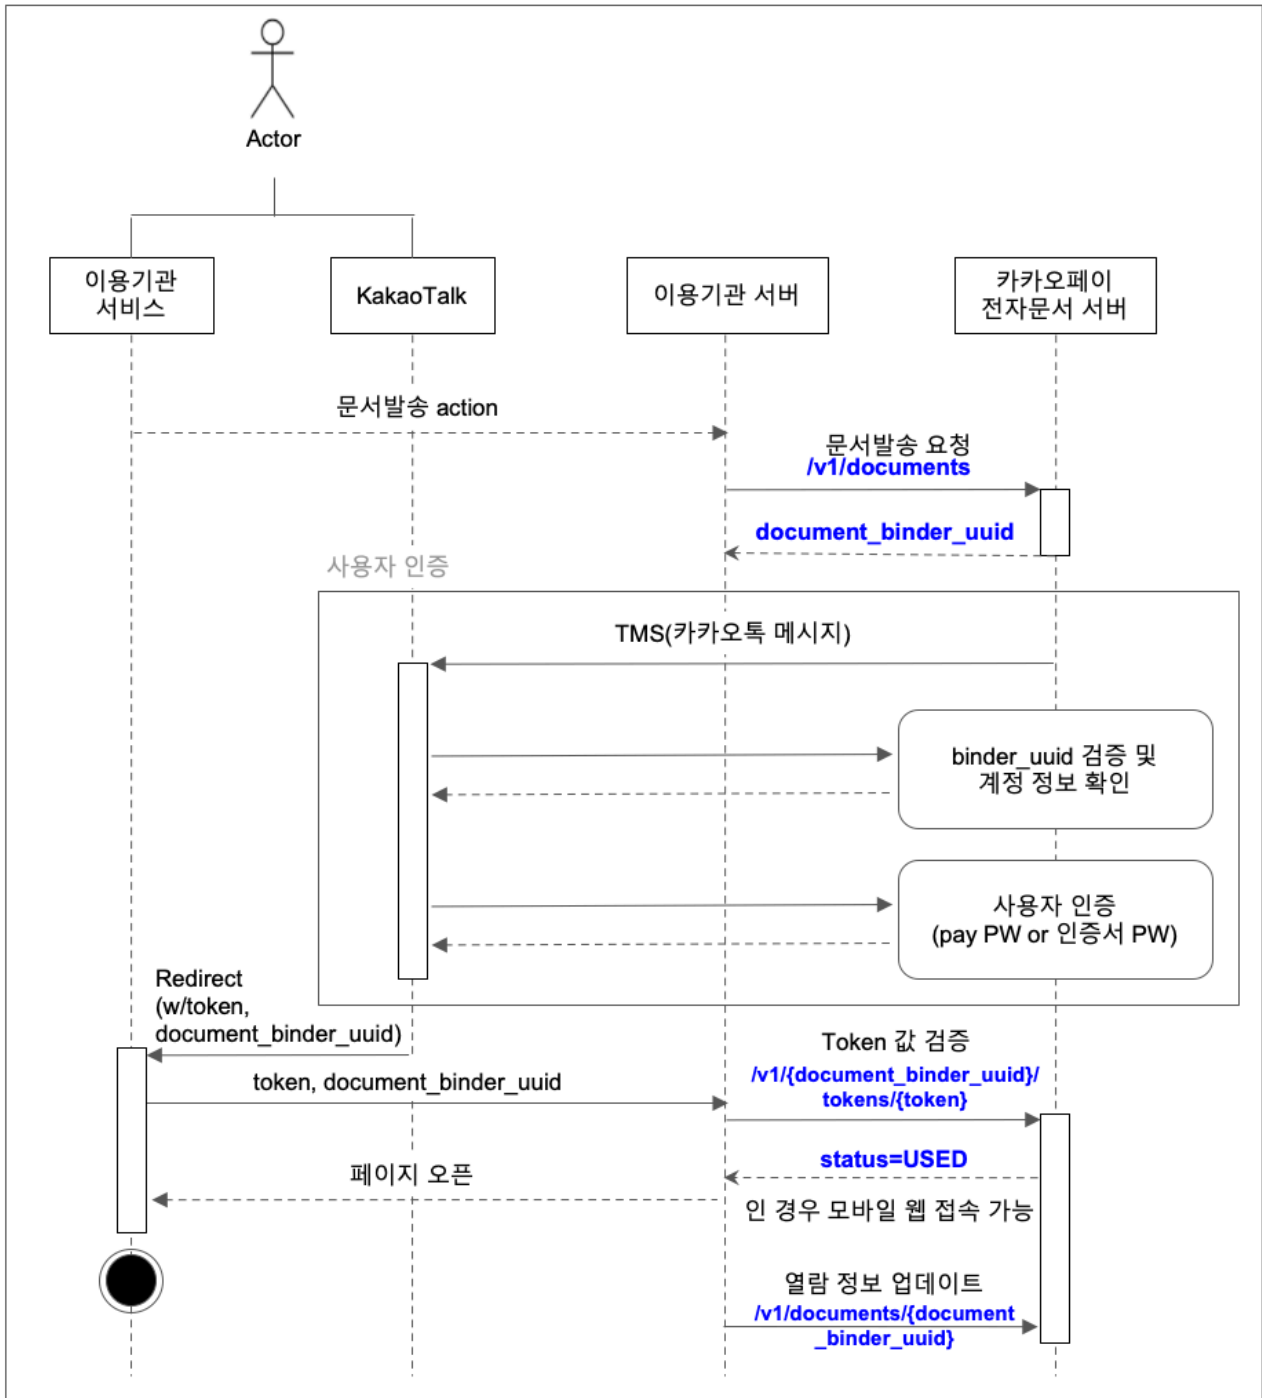 Actor
이용기관
서비스
KakaoTalk
이용기관 서버
카카오페이
전자문서 서버
문서발송 action
문서발송 요청
/v1/documents
document_binder_uuid
사용자 인증
TMS(카카오톡 메시지)
binder_uuid 검증 및
계정 정보 확인
사용자 인증
(pay PW or 인증서 PW)
Redirect
(w/token,
document_binder_uuid)
Token 값 검증
token, document_binder_uuid
/v1/{document_binder_uuid}/
tokens/{token}
status=USED
페이지 오픈
인 경우 모바일 웹 접속 가능
열람 정보 업데이트
/v1/documents/{document
_binder_uuid}